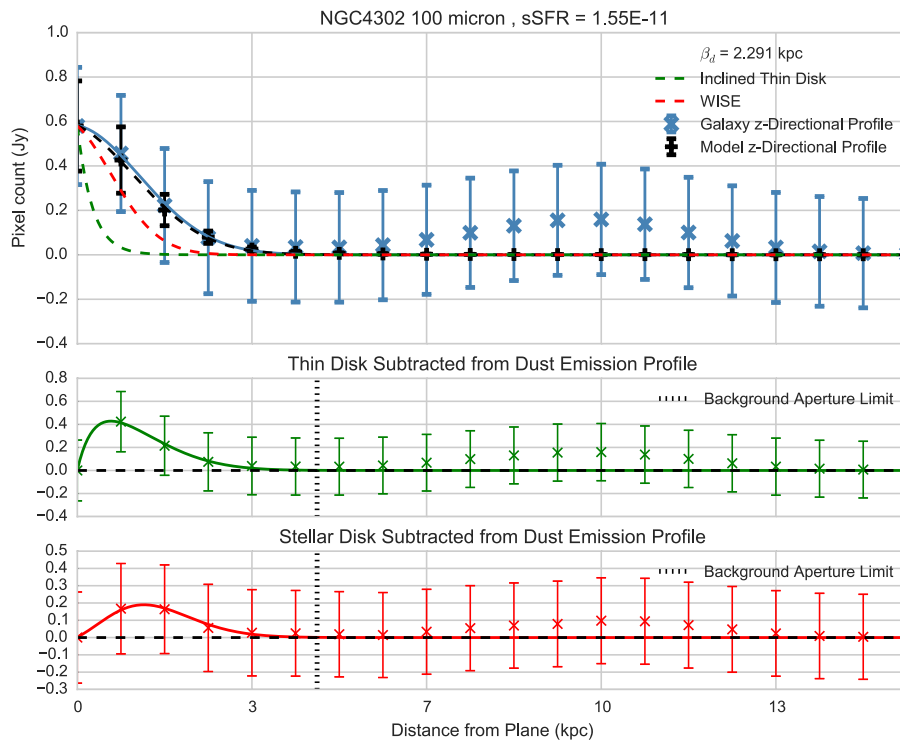 NGC4302 100 micron , sSFR = 1.55E-11
1.0
0.8
0.6
0.4
0.2
0.0
−0.2
−0.4
Pixel count (Jy)
β_d = 2.291 kpc
Inclined Thin Disk
WISE
Galaxy z-Directional Profile
Model z-Directional Profile
Thin Disk Subtracted from Dust Emission Profile
0.8
0.6
0.4
0.2
0.0
−0.2
−0.4
Background Aperture Limit
Stellar Disk Subtracted from Dust Emission Profile
0.5
0.4
0.3
0.2
0.1
0.0
−0.1
−0.2
−0.3
Background Aperture Limit
0 3 7 10 13
Distance from Plane (kpc)